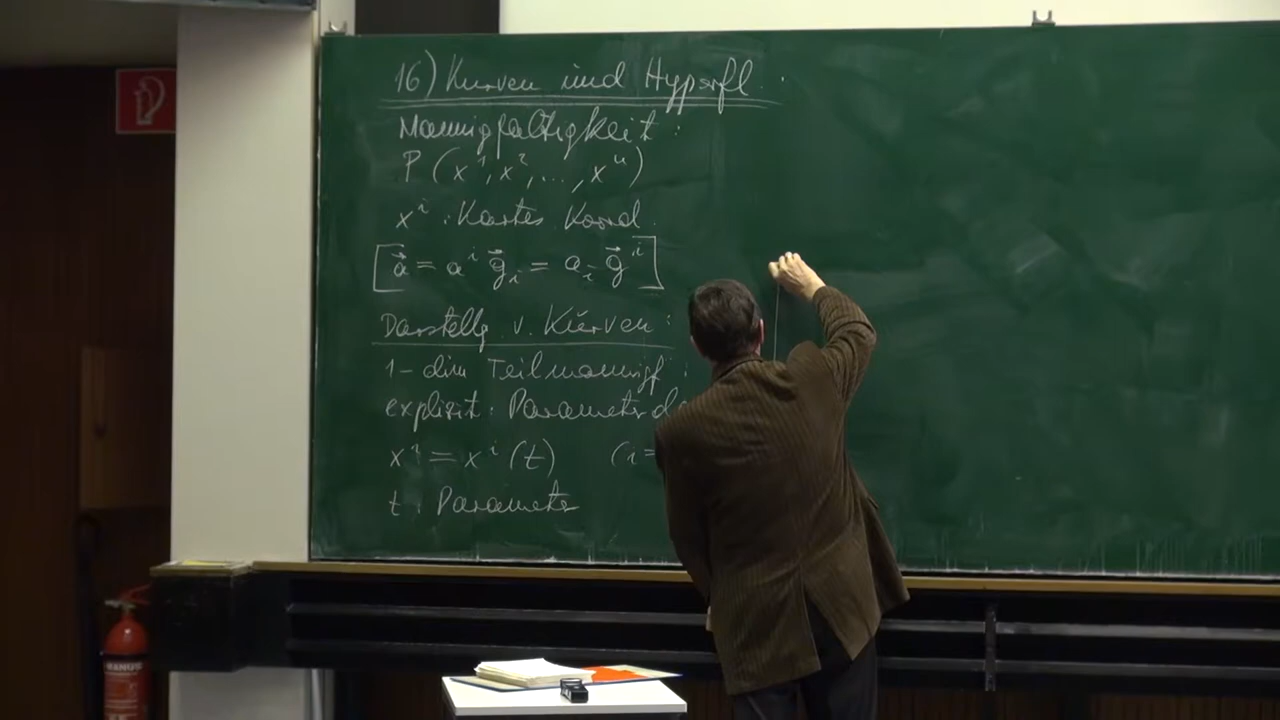 16) Kurven und Hyperfl.
Mannigfaltigkeit:
P (x¹, x², ..., xⁿ)
xⁱ : Kartes Koord.
[a⃗ = aⁱ g⃗ᵢ = aᵢ g⃗ⁱ]
Darstellg v. Kurven:
1-dim Teilmannigf:
explizit: Parameterda
xⁱ = xⁱ(t) (i=
t: Parameter